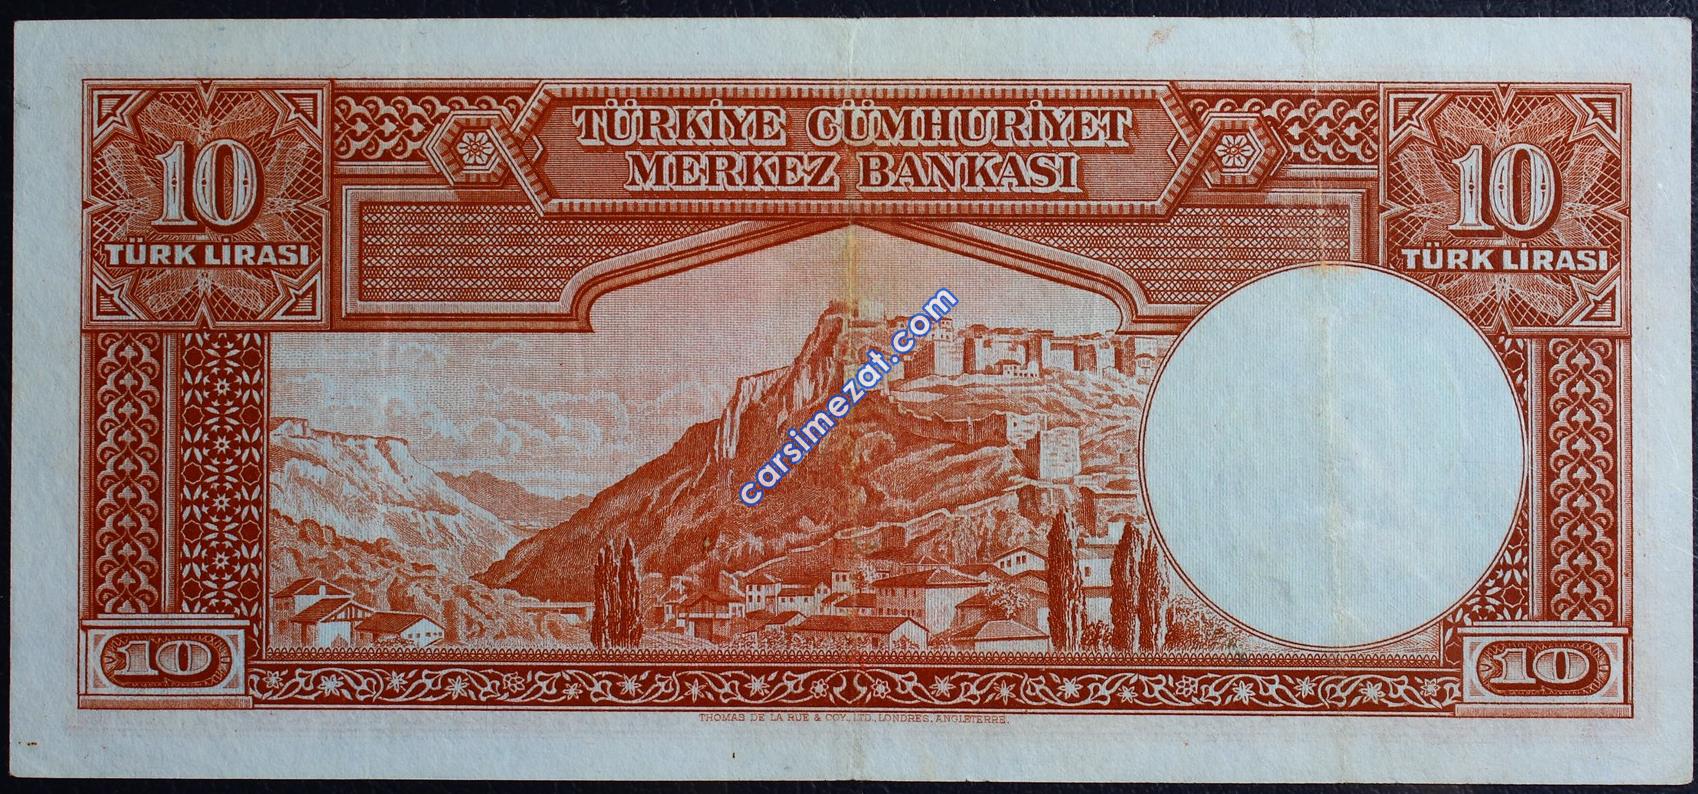 TÜRKİYE CÜMHURİYET
MERKEZ BANKASI
10
TÜRK LİRASI
10
TÜRK LİRASI
carsimezat.com
10
10
THOMAS DE LA RUE & COY., LTD., LONDRES, ANGLETERRE.